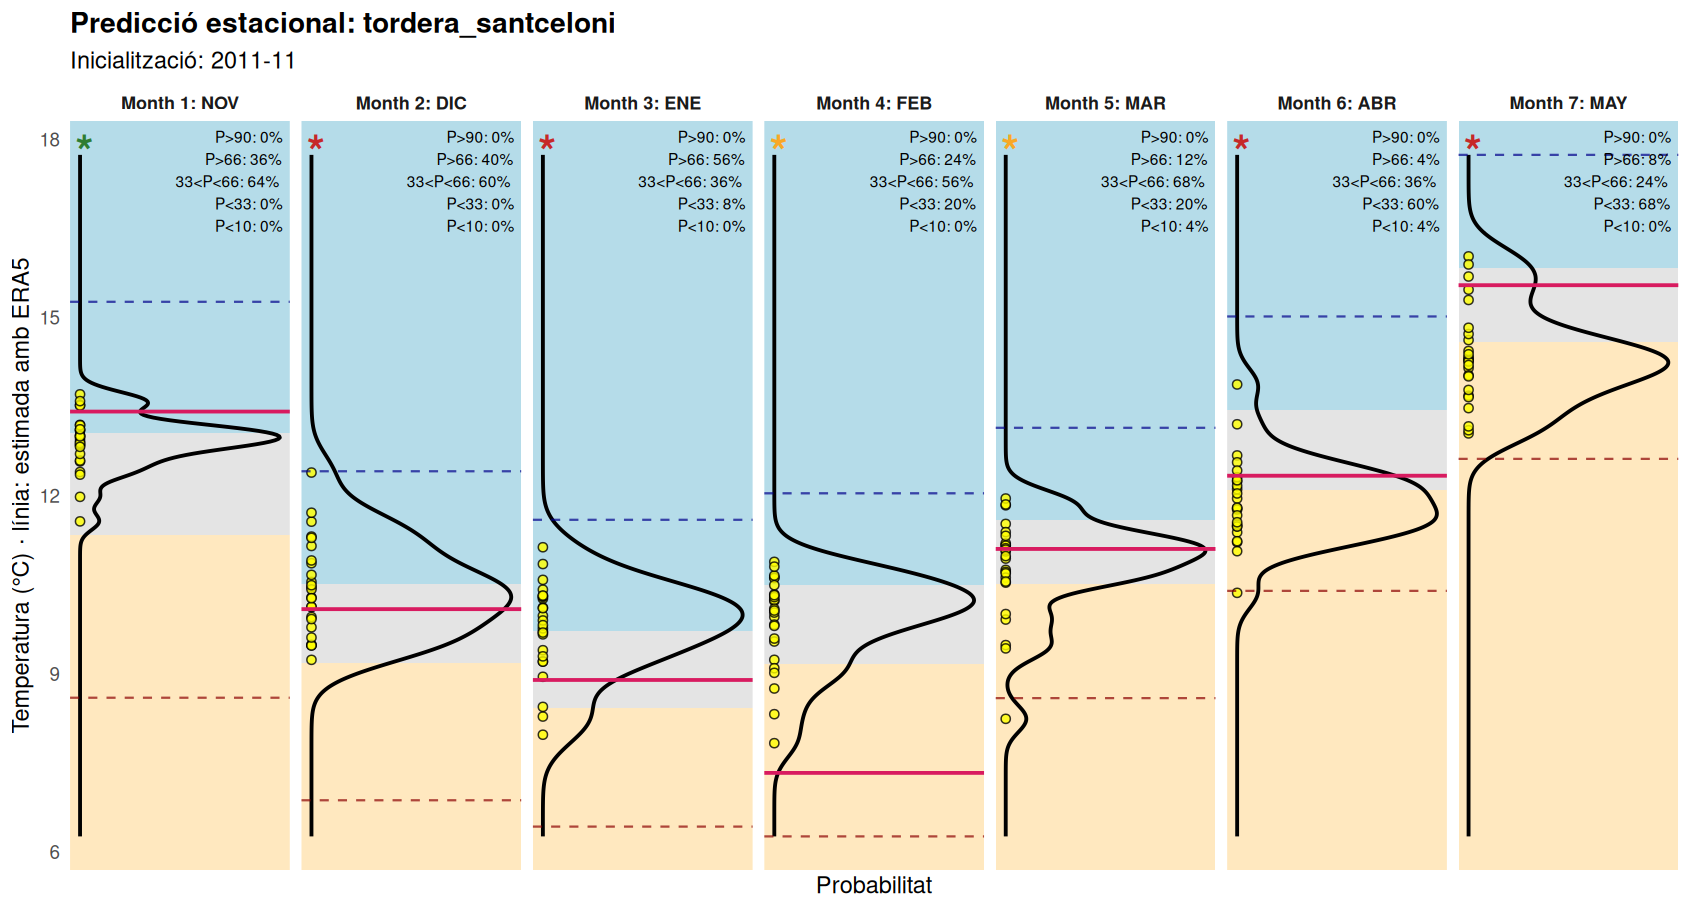 Predicció estacional: tordera_santceloni
Inicialització: 2011-11
Month 1: NOV
Month 2: DIC
Month 3: ENE
Month 4: FEB
Month 5: MAR
Month 6: ABR
Month 7: MAY
Temperatura (°C) · línia: estimada amb ERA5
18
15
12
9
6
*
P>90: 0%
P>66: 36%
33<P<66: 64%
P<33: 0%
P<10: 0%
*
P>90: 0%
P>66: 40%
33<P<66: 60%
P<33: 0%
P<10: 0%
*
P>90: 0%
P>66: 56%
33<P<66: 36%
P<33: 8%
P<10: 0%
*
P>90: 0%
P>66: 24%
33<P<66: 56%
P<33: 20%
P<10: 0%
*
P>90: 0%
P>66: 12%
33<P<66: 68%
P<33: 20%
P<10: 4%
*
P>90: 0%
P>66: 4%
33<P<66: 36%
P<33: 60%
P<10: 4%
*
P>90: 0%
P>66: 8%
33<P<66: 24%
P<33: 68%
P<10: 0%
Probabilitat